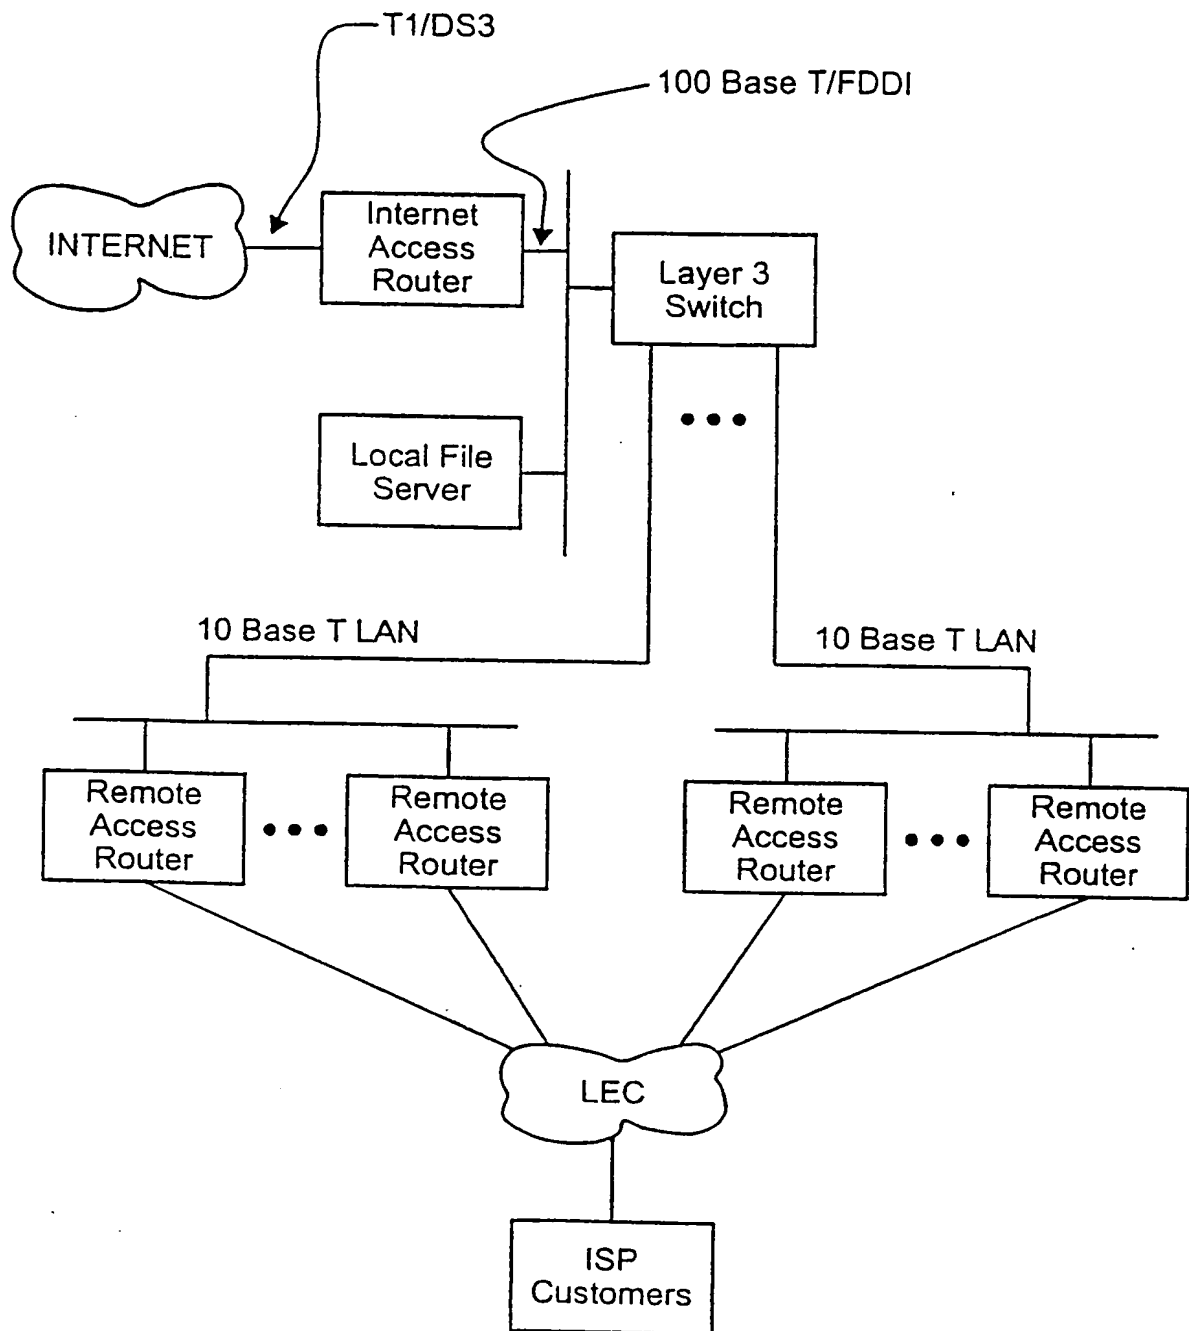 T1/DS3
100 Base T/FDDI
INTERNET
Internet
Access
Router
Layer 3
Switch
Local File
Server
10 Base T LAN
10 Base T LAN
Remote
Access
Router
Remote
Access
Router
Remote
Access
Router
Remote
Access
Router
LEC
ISP
Customers